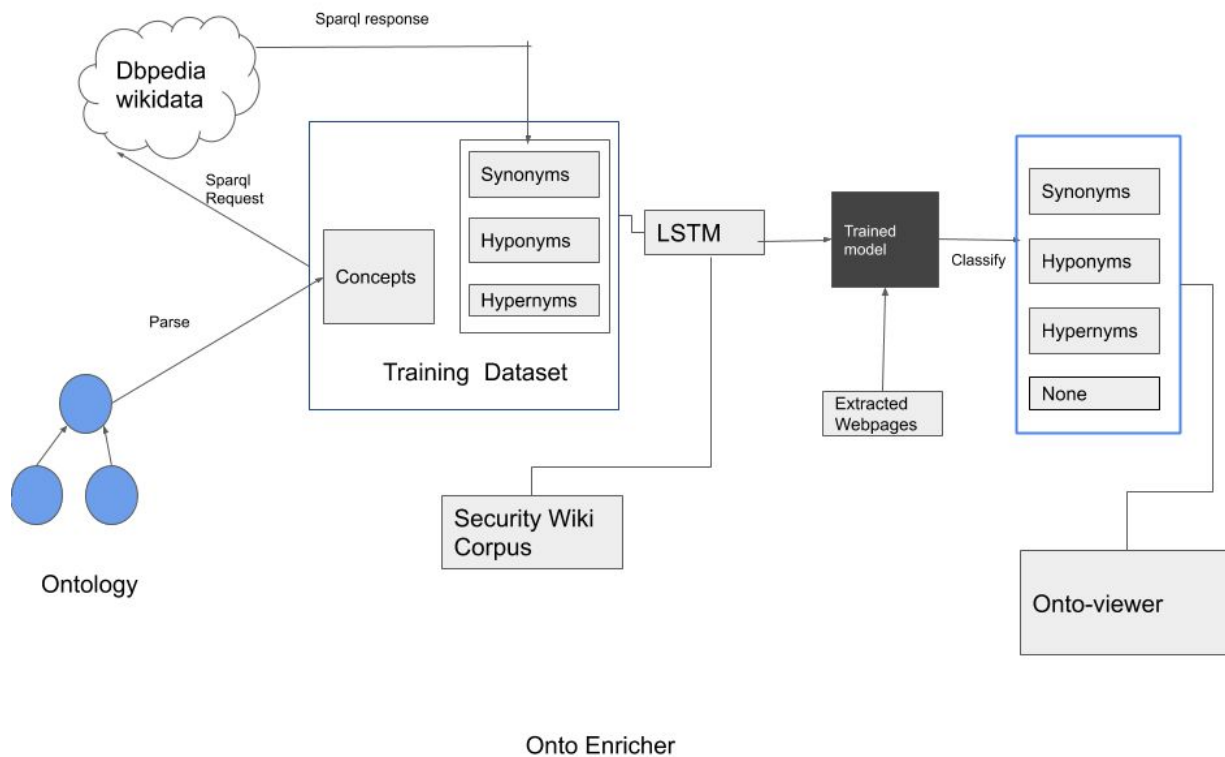 Sparql response
Dbpedia
wikidata
Sparql
Request
Parse
Concepts
Synonyms
Hyponyms
Hypernyms
Training Dataset
LSTM
Trained
model
Classify
Synonyms
Hyponyms
Hypernyms
None
Extracted
Webpages
Security Wiki
Corpus
Ontology
Onto-viewer
Onto Enricher